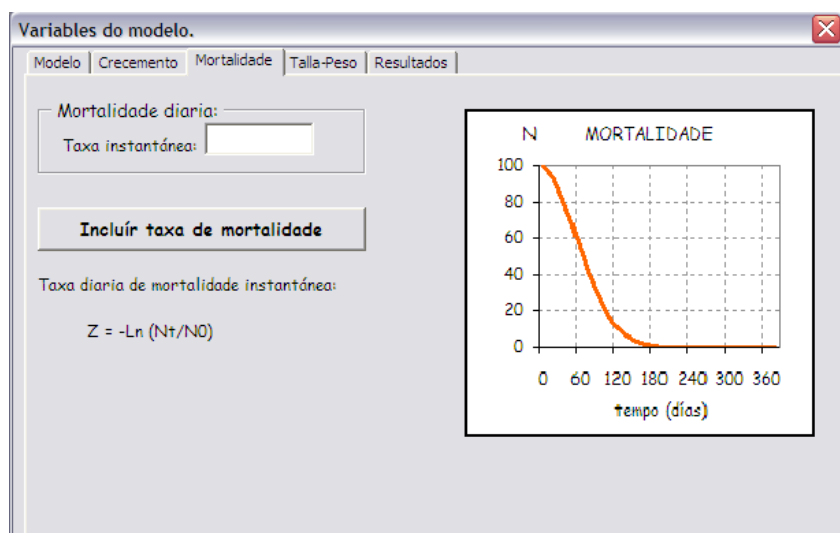 Variables do modelo.
Modelo Crecemento Mortalidade Talla-Peso Resultados
Mortalidade diaria:
Taxa instantánea:
Incluír taxa de mortalidade
Taxa diaria de mortalidade instantánea:
Z = -Ln (Nt/N0)
N MORTALIDADE
100
80
60
40
20
0
0 60 120 180 240 300 360
tempo (días)